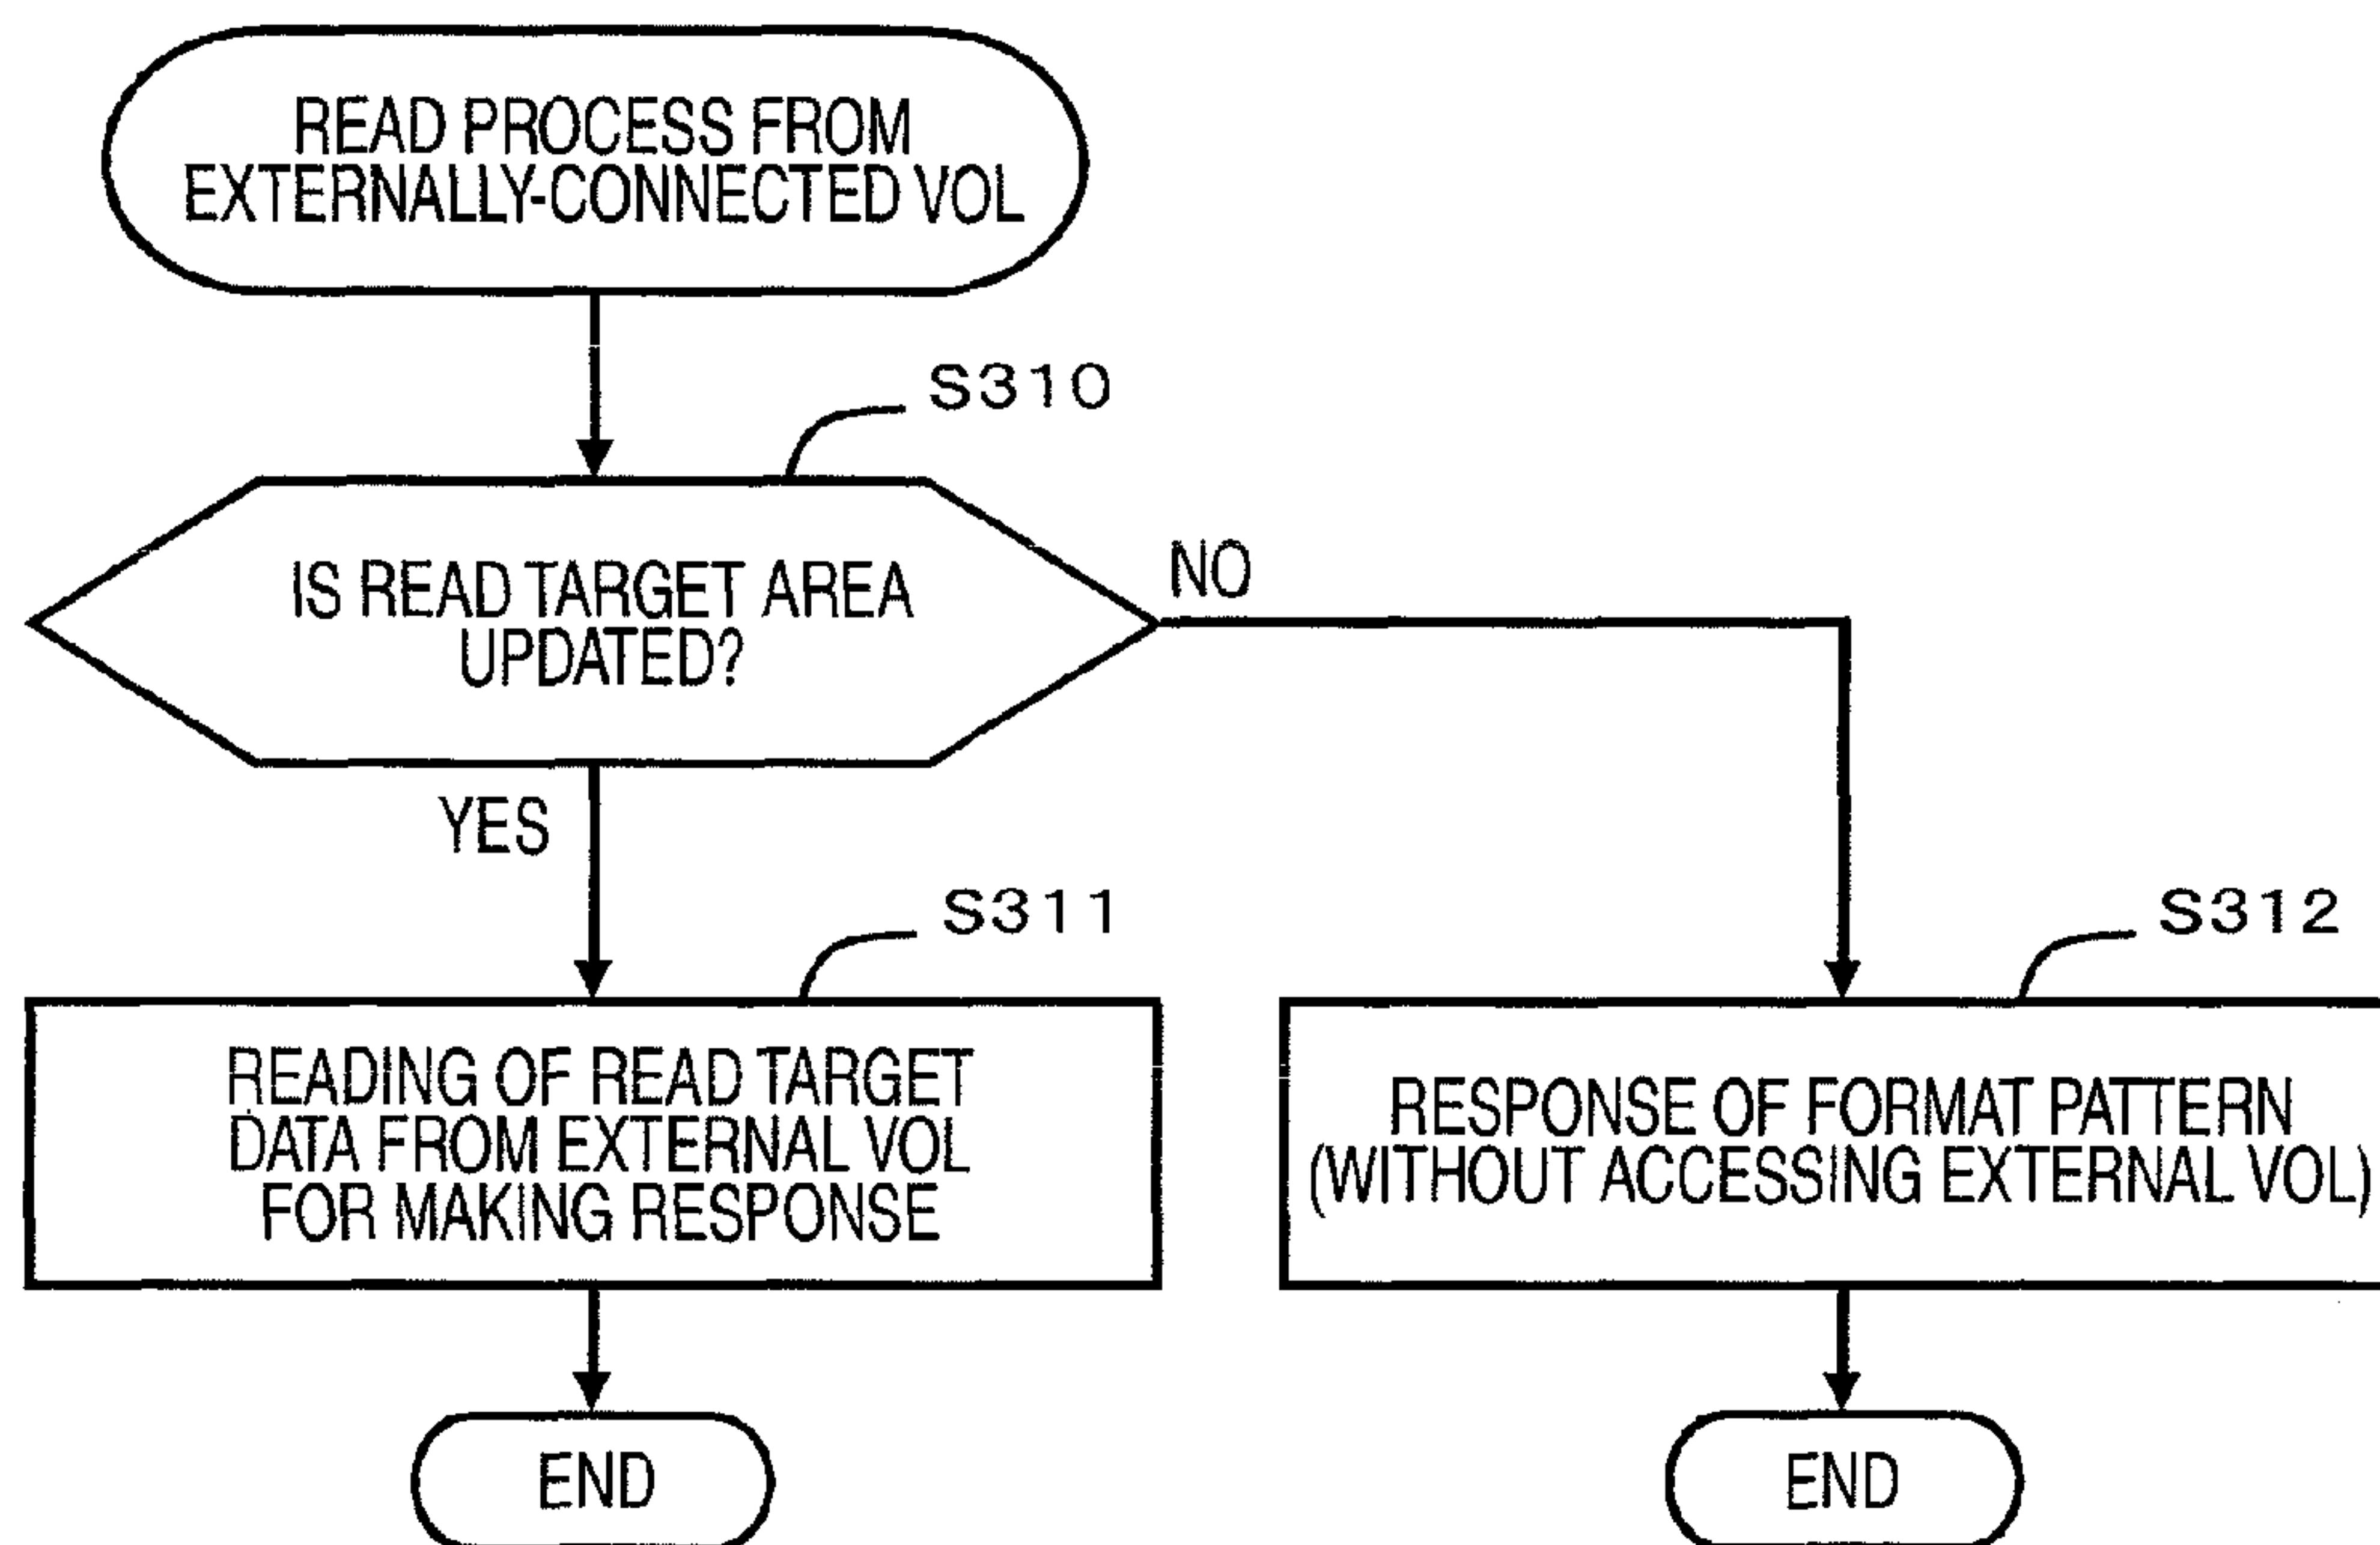 READ PROCESS FROM
EXTERNALLY-CONNECTED VOL
S310
IS READ TARGET AREA
UPDATED?
NO
YES
S311
S312
READING OF READ TARGET
DATA FROM EXTERNAL VOL
FOR MAKING RESPONSE
RESPONSE OF FORMAT PATTERN
(WITHOUT ACCESSING EXTERNAL VOL)
END
END